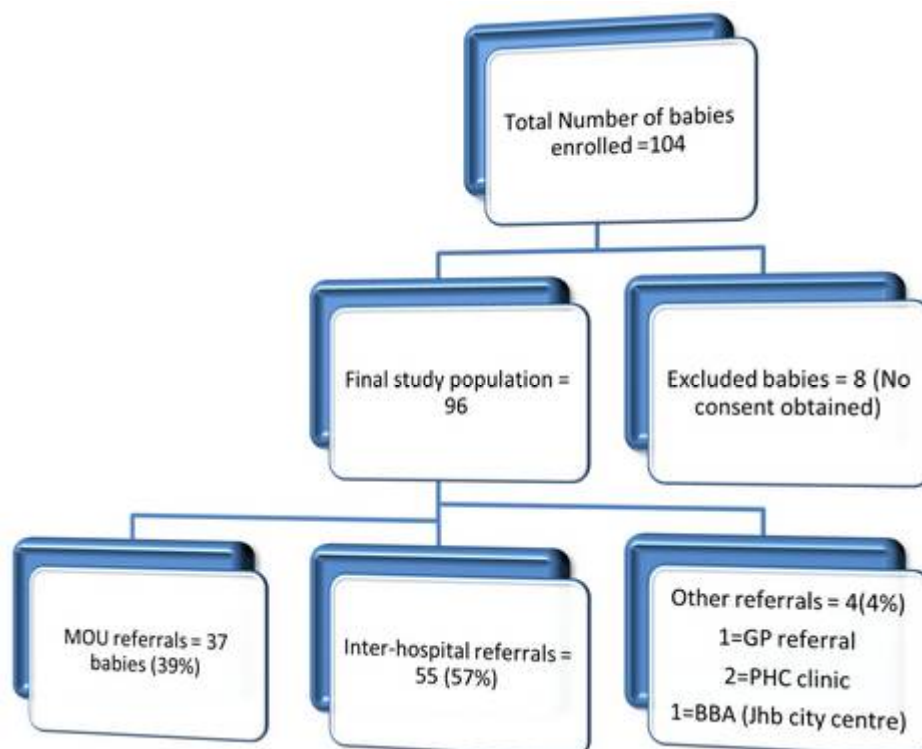 Total Number of babies
enrolled =104
Final study population =
96
Excluded babies = 8 (No
consent obtained)
MOU referrals = 37
babies (39%)
Inter-hospital referrals =
55 (57%)
Other referrals = 4(4%)
1=GP referral
2=PHC clinic
1=BBA (Jhb city centre)